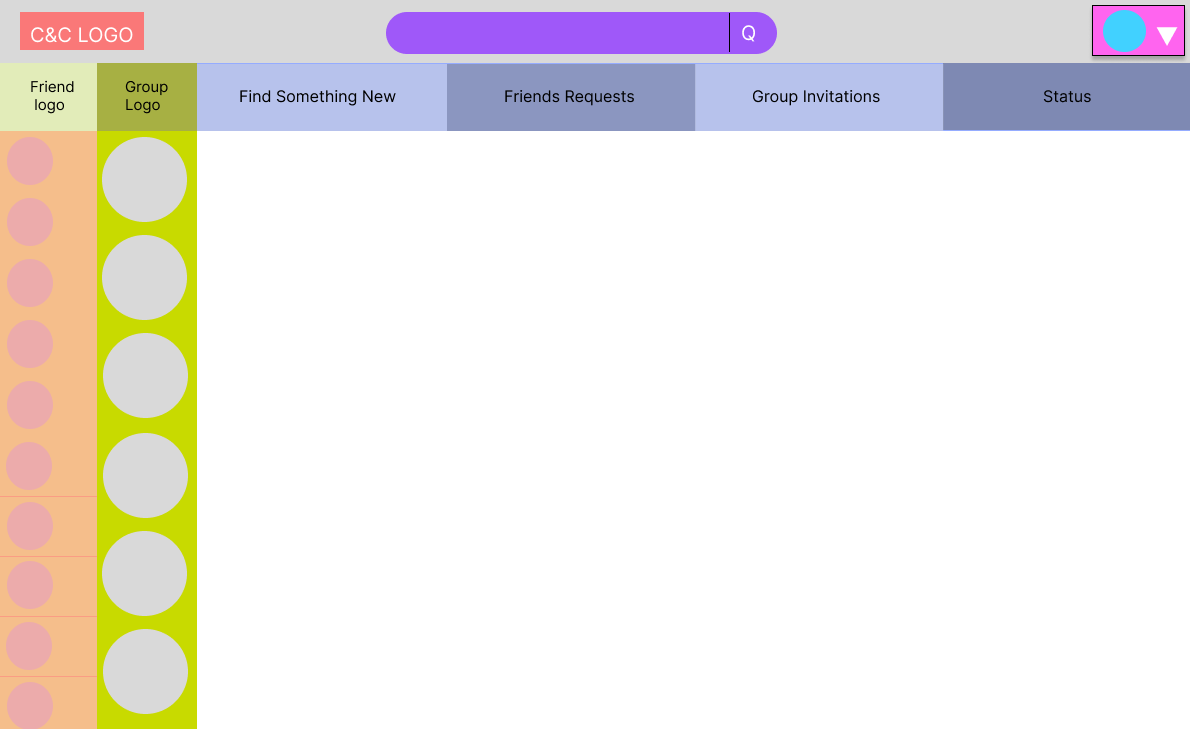 C&C LOGO
Q
Friend
logo
Group
Logo
Find Something New
Friends Requests
Group Invitations
Status